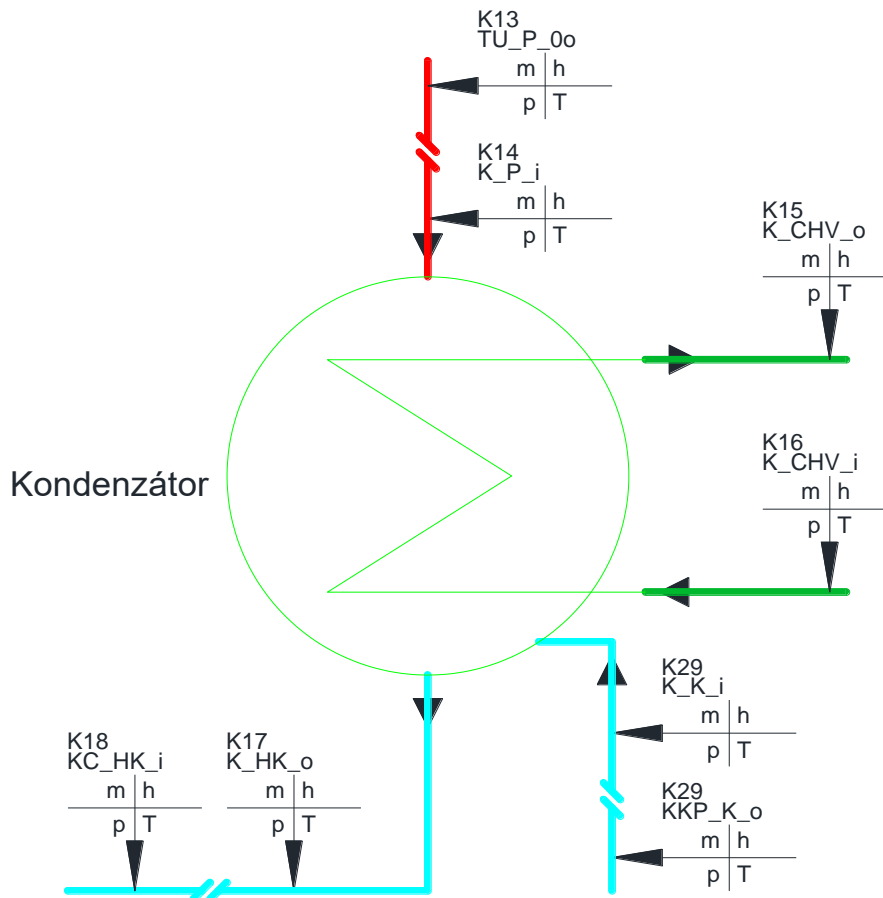 K13
TU_P_0o
m h
p T
K14
K_P_i
m h
p T
K15
K_CHV_o
m h
p T
Kondenzátor
K16
K_CHV_i
m h
p T
K29
K_K_i
m h
p T
K18
KC_HK_i
m h
p T
K17
K_HK_o
m h
p T
K29
KKP_K_o
m h
p T